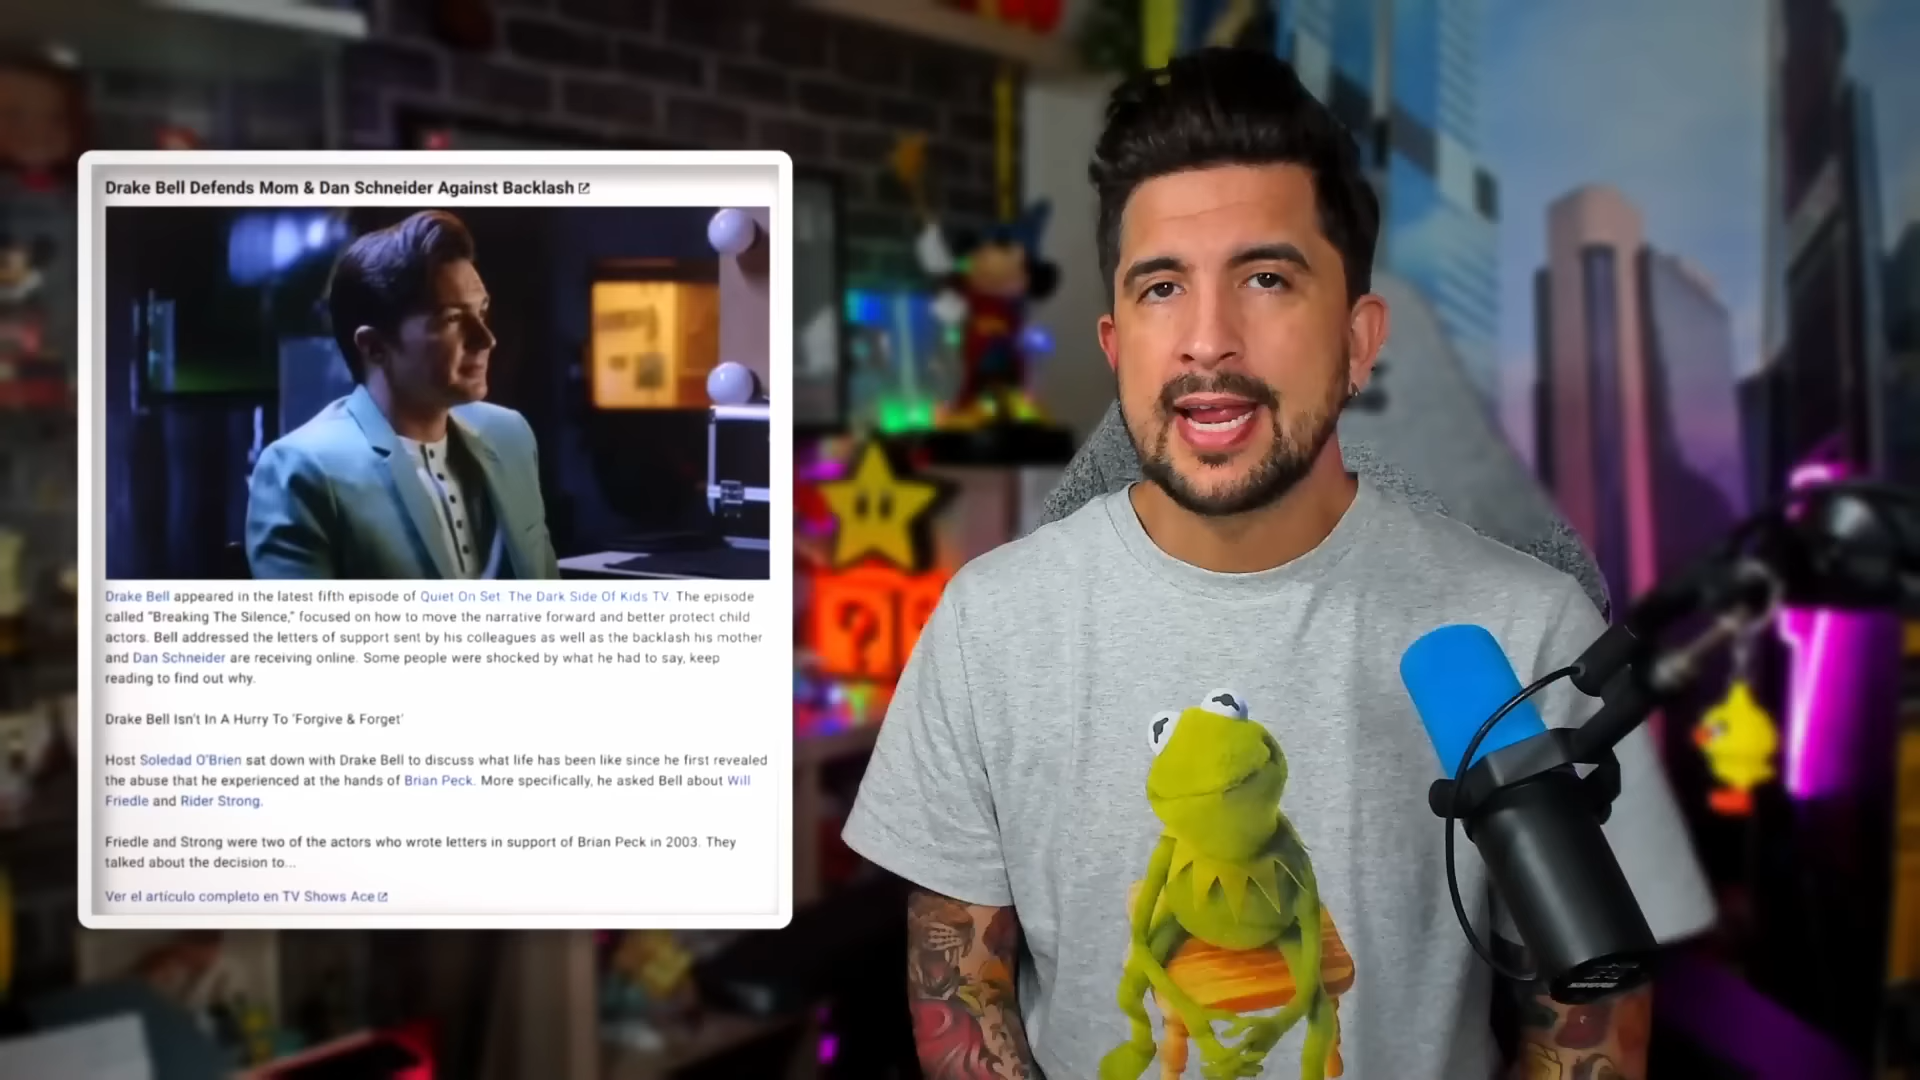 Drake Bell Defends Mom & Dan Schneider Against Backlash
Drake Bell appeared in the latest fifth episode of Quiet On Set: The Dark Side Of Kids TV. The episode
called "Breaking The Silence," focused on how to move the narrative forward and better protect child
actors. Bell addressed the letters of support sent by his colleagues as well as the backlash his mother
and Dan Schneider are receiving online. Some people were shocked by what he had to say, keep
reading to find out why.
Drake Bell Isn't In A Hurry To 'Forgive & Forget'
Host Soledad O'Brien sat down with Drake Bell to discuss what life has been like since he first revealed
the abuse that he experienced at the hands of Brian Peck. More specifically, he asked Bell about Will
Friedle and Rider Strong.
Friedle and Strong were two of the actors who wrote letters in support of Brian Peck in 2003. They
talked about the decision to...
Ver el artículo completo en TV Shows Ace
?
SHURE